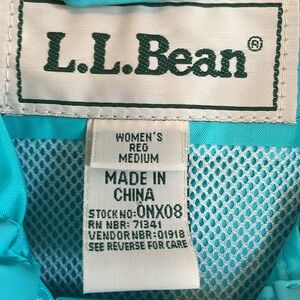 L.L.Bean®
WOMEN'S
REG
MEDIUM
MADE IN
CHINA
STOCK NO: 0NX08
RN NBR: 71341
VENDOR NBR: 01918
SEE REVERSE FOR CARE